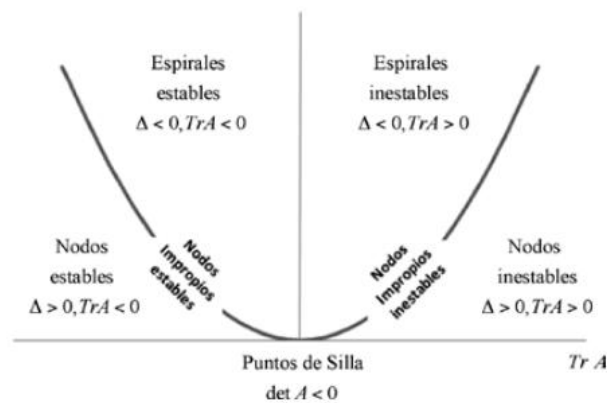 Espirales
estables
Δ < 0, TrA < 0
Espirales
inestables
Δ < 0, TrA > 0
Nodos
estables
Δ > 0, TrA < 0
Nodos
Impropios
estables
Nodos
Impropios
inestables
Nodos
inestables
Δ > 0, TrA > 0
Puntos de Silla
det A < 0
Tr A